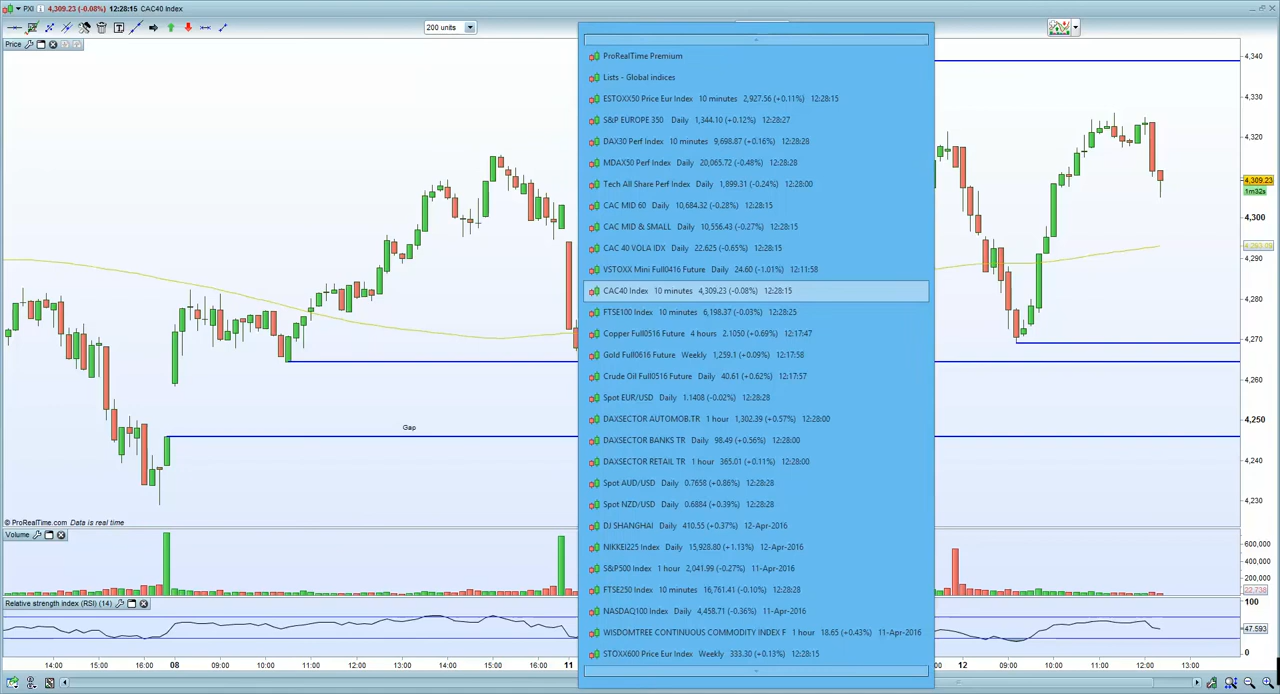 PXI 4,309.23 (-0.08%) 12:28:15 CAC40 Index
200 units
Price
ProRealTime Premium
Lists - Global indices
ESTOXX50 Price Eur Index 10 minutes 2,927.56 (+0.11%) 12:28:15
S&P EUROPE 350 Daily 1,344.10 (+0.12%) 12:28:27
DAX30 Perf Index 10 minutes 9,698.87 (+0.16%) 12:28:28
MDAX50 Perf Index Daily 20,065.72 (-0.48%) 12:28:28
Tech All Share Perf Index Daily 1,899.31 (-0.24%) 12:28:00
CAC MID 60 Daily 10,684.32 (-0.28%) 12:28:15
CAC MID & SMALL Daily 10,556.43 (-0.27%) 12:28:15
CAC 40 VOLA IDX Daily 22.625 (-0.65%) 12:28:15
VSTOXX Mini Full0416 Future Daily 24.60 (-1.01%) 12:11:58
CAC40 Index 10 minutes 4,309.23 (-0.08%) 12:28:15
FTSE100 Index 10 minutes 6,198.37 (-0.03%) 12:28:25
Copper Full0516 Future 4 hours 2.1050 (+0.69%) 12:17:47
Gold Full0616 Future Weekly 1,259.1 (+0.09%) 12:17:58
Crude Oil Full0516 Future Daily 40.61 (+0.62%) 12:17:57
Spot EUR/USD Daily 1.1408 (-0.02%) 12:28:28
DAXSECTOR AUTOMOB.TR 1 hour 1,302.39 (+0.57%) 12:28:00
DAXSECTOR BANKS TR Daily 98.49 (+0.56%) 12:28:00
DAXSECTOR RETAIL TR 1 hour 365.01 (+0.11%) 12:28:00
Spot AUD/USD Daily 0.7658 (+0.86%) 12:28:28
Spot NZD/USD Daily 0.6884 (+0.39%) 12:28:28
DJ SHANGHAI Daily 410.55 (+0.37%) 12-Apr-2016
NIKKEI225 Index Daily 15,928.80 (+1.13%) 12-Apr-2016
S&P500 Index 1 hour 2,041.99 (-0.27%) 11-Apr-2016
FTSE250 Index 10 minutes 16,761.41 (-0.10%) 12:28:28
NASDAQ100 Index Daily 4,458.71 (-0.36%) 11-Apr-2016
WISDOMTREE CONTINUOUS COMMODITY INDEX F 1 hour 18.65 (+0.43%) 11-Apr-2016
STOXX600 Price Eur Index Weekly 333.30 (+0.13%) 12:28:15
4,340
4,330
4,320
4,309.23
1m32s
4,300
4,290
4,280
4,270
4,260
4,250
4,240
4,230
Gap
© ProRealTime.com Data is real time
Volume
600,000
400,000
200,000
22,738
Relative strength index (RSI) (14)
100
47.593
0
14:00 15:00 16:00 08 09:00 10:00 11:00 12:00 13:00 14:00 15:00 16:00 11
:00 12 09:00 10:00 11:00 12:00 13:00